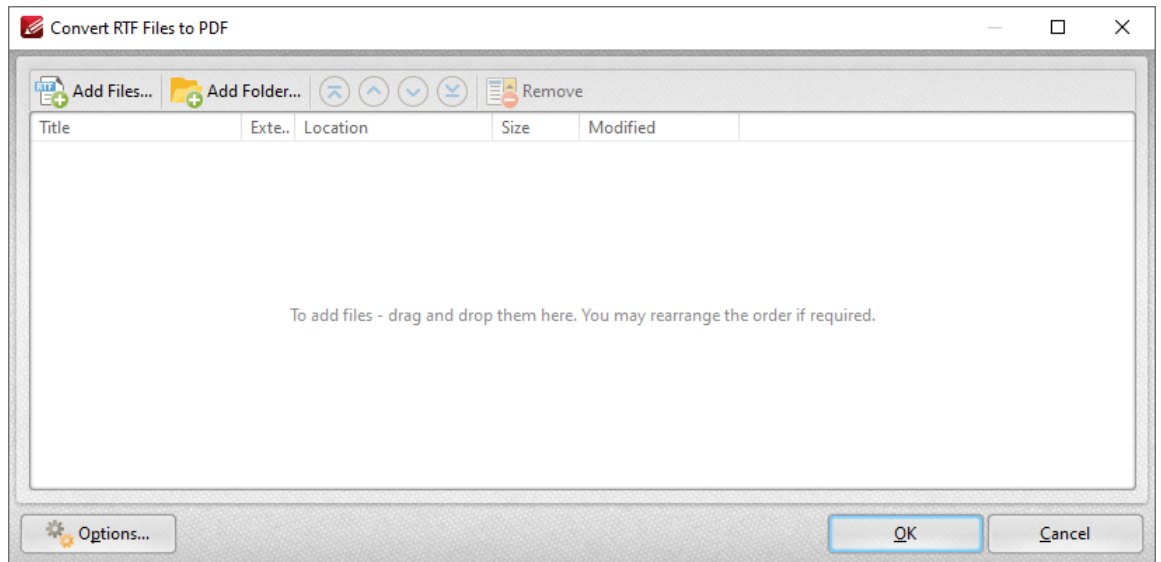 Convert RTF Files to PDF
RTF Add Files... Add Folder... Remove
Title Exte.. Location Size Modified
To add files - drag and drop them here. You may rearrange the order if required.
Options... OK Cancel